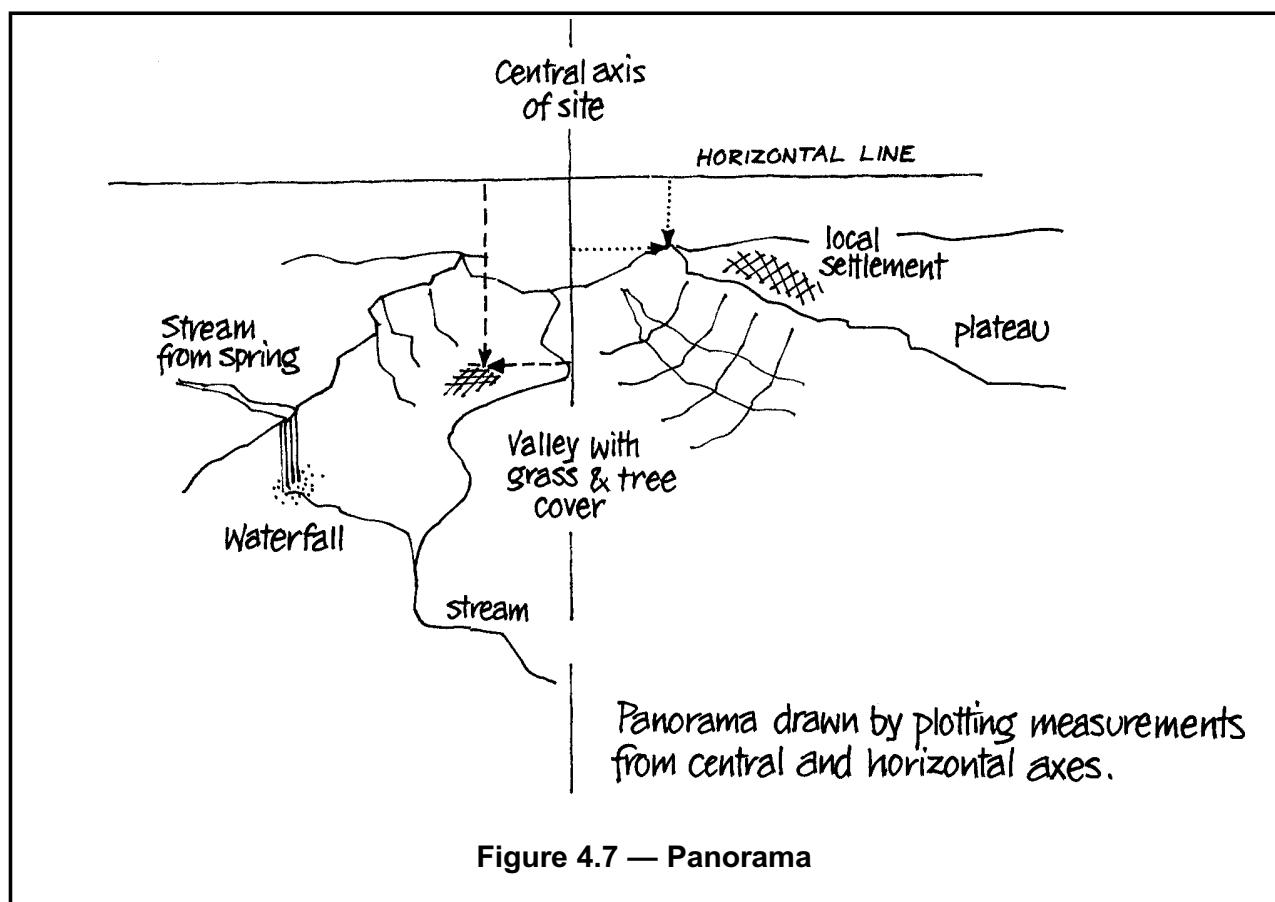 Central axis
of site
HORIZONTAL LINE
local
settlement
plateau
Stream
from spring
Valley with
grass & tree
cover
Waterfall
stream
Panorama drawn by plotting measurements
from central and horizontal axes.
Figure 4.7 — Panorama